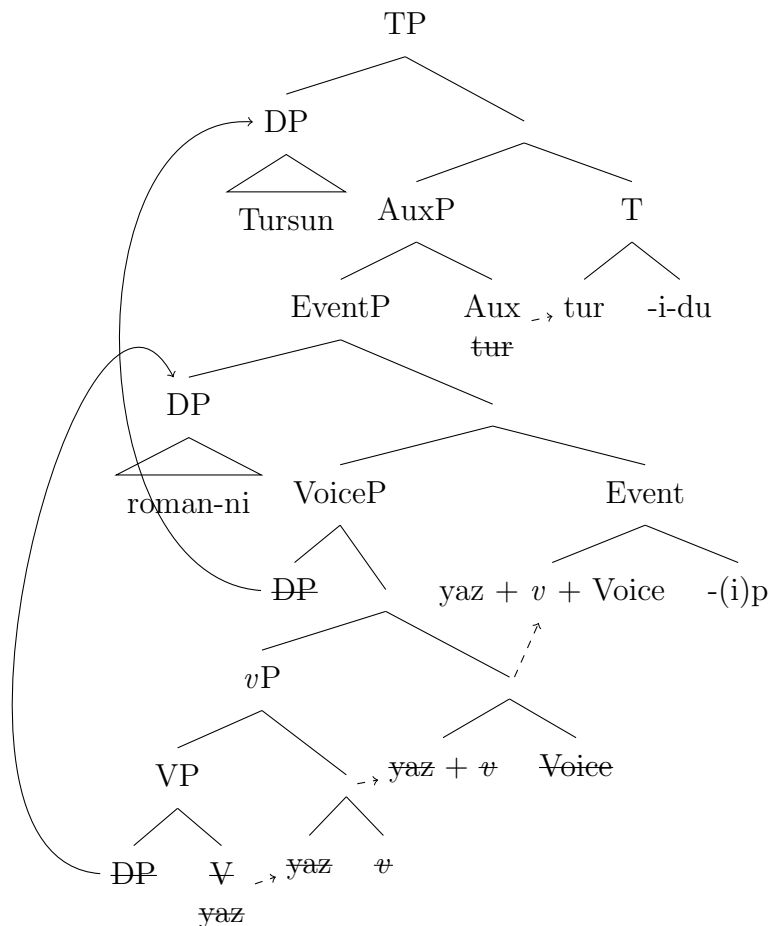 TP
DP
Tursun AuxP T
EventP Aux tur -i-du
tur
DP
roman-ni VoiceP Event
DP yaz + v + Voice -(i)p
vP
VP yaz + v Voice
DP V yaz v
yaz